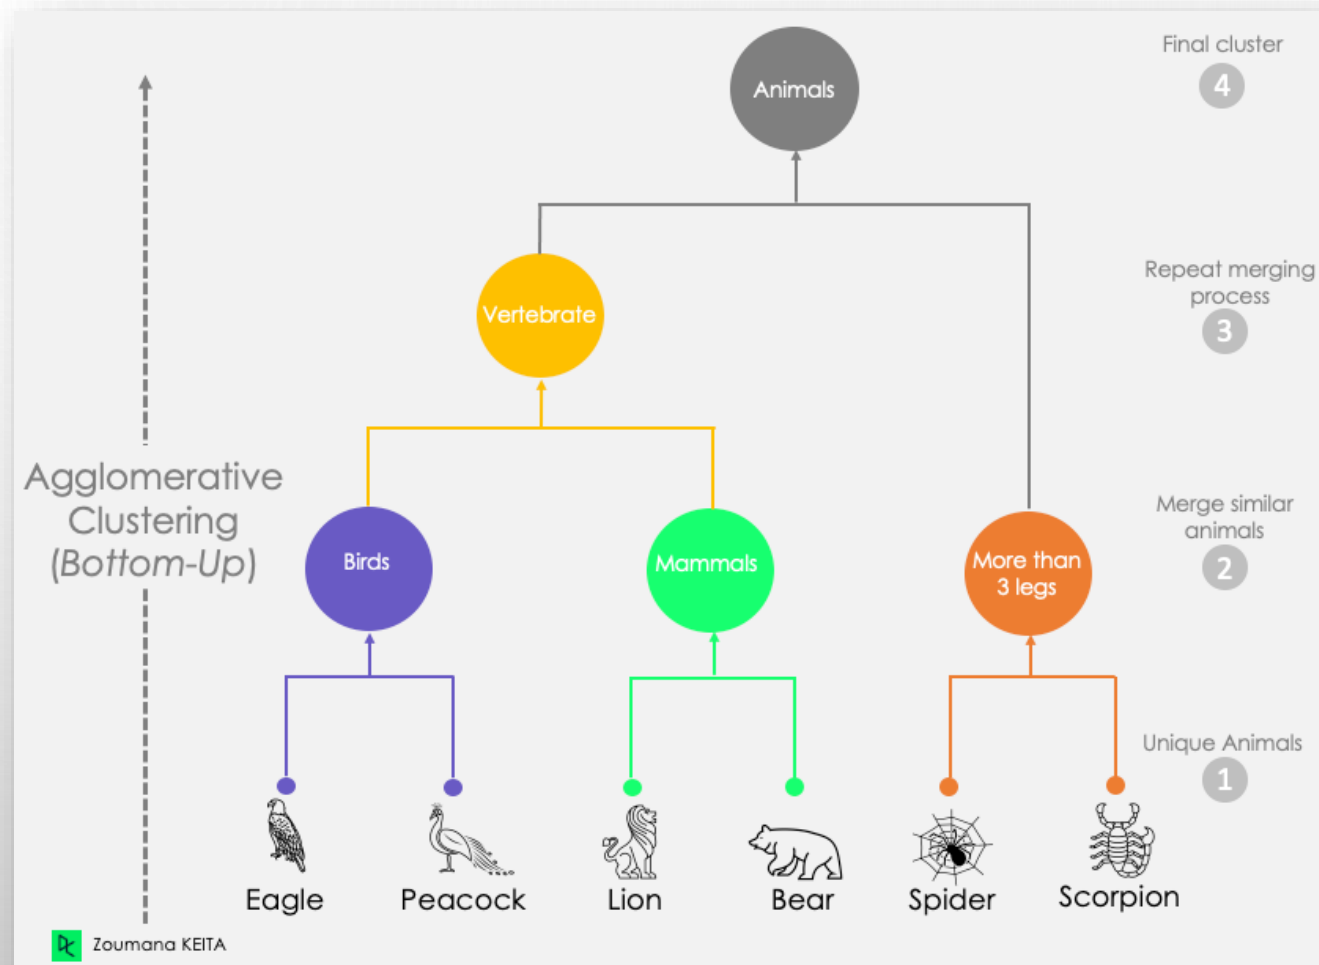 Final cluster
4
Animals
Repeat merging
process
3
Vertebrate
Agglomerative
Clustering
(Bottom-Up)
Merge similar
animals
2
Birds
Mammals
More than
3 legs
Unique Animals
1
Eagle
Peacock
Lion
Bear
Spider
Scorpion
Zoumana KEITA